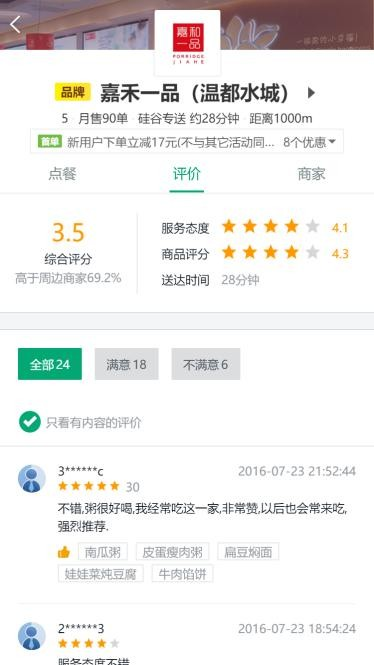 嘉和
一品
PORRIDGE
JIAHE
品牌 嘉禾一品（温都水城）
5 月售90单 硅谷专送 约28分钟 距离1000m
首单 新用户下单立减17元(不与其它活动同... 8个优惠
点餐 评价 商家
3.5
综合评分
高于周边商家69.2%
服务态度 4.1
商品评分 4.3
送达时间 28分钟
全部24 满意18 不满意6
只看有内容的评价
3******c 2016-07-23 21:52:44
30
不错,粥很好喝,我经常吃这一家,非常赞,以后也会常来吃,
强烈推荐.
南瓜粥 皮蛋瘦肉粥 扁豆焖面
娃娃菜炖豆腐 牛肉馅饼
2******3 2016-07-23 18:54:24
服务态度不错